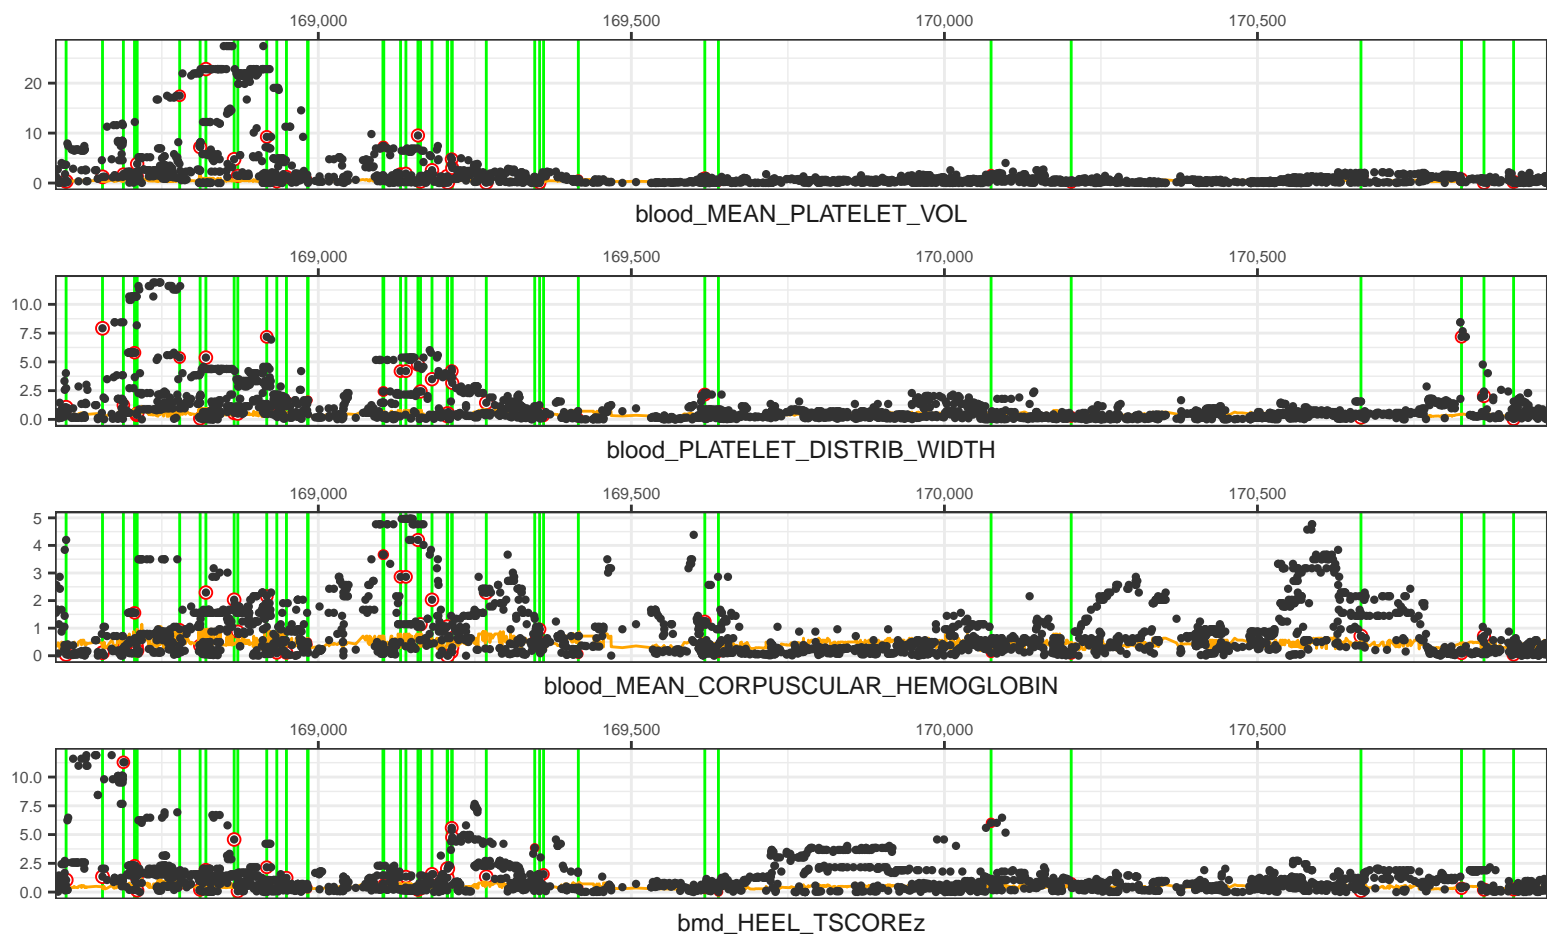 169,000 169,500 170,000 170,500
20
10
0
blood_MEAN_PLATELET_VOL
169,000 169,500 170,000 170,500
10.0
7.5
5.0
2.5
0.0
blood_PLATELET_DISTRIB_WIDTH
169,000 169,500 170,000 170,500
5
4
3
2
1
0
blood_MEAN_CORPUSCULAR_HEMOGLOBIN
169,000 169,500 170,000 170,500
10.0
7.5
5.0
2.5
0.0
bmd_HEEL_TSCOREz